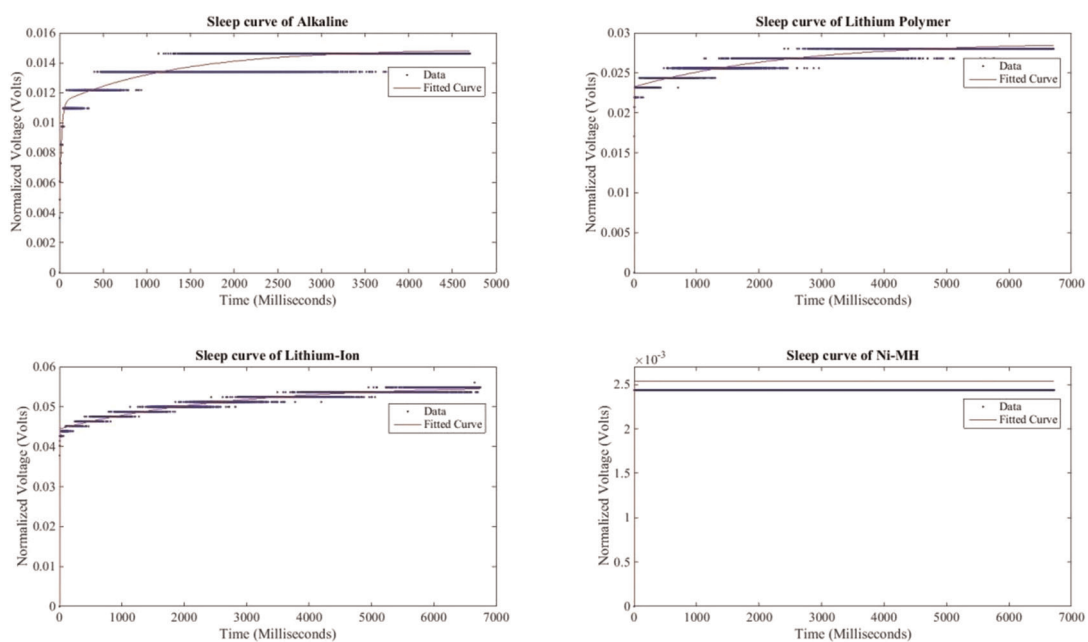 Sleep curve of Alkaline
0.016
0.014
0.012
0.01
0.008
0.006
0.004
0.002
0
Normalized Voltage (Volts)
Data
Fitted Curve
0 500 1000 1500 2000 2500 3000 3500 4000 4500 5000
Time (Milliseconds)
Sleep curve of Lithium Polymer
0.03
0.025
0.02
0.015
0.01
0.005
0
Normalized Voltage (Volts)
Data
Fitted Curve
0 1000 2000 3000 4000 5000 6000 7000
Time (Milliseconds)
Sleep curve of Lithium-Ion
0.06
0.05
0.04
0.03
0.02
0.01
0
Normalized Voltage (Volts)
Data
Fitted Curve
0 1000 2000 3000 4000 5000 6000 7000
Time (Milliseconds)
Sleep curve of Ni-MH
×10⁻³
2.5
2
1.5
1
0.5
0
Normalized Voltage (Volts)
Data
Fitted Curve
0 1000 2000 3000 4000 5000 6000 7000
Time (Milliseconds)